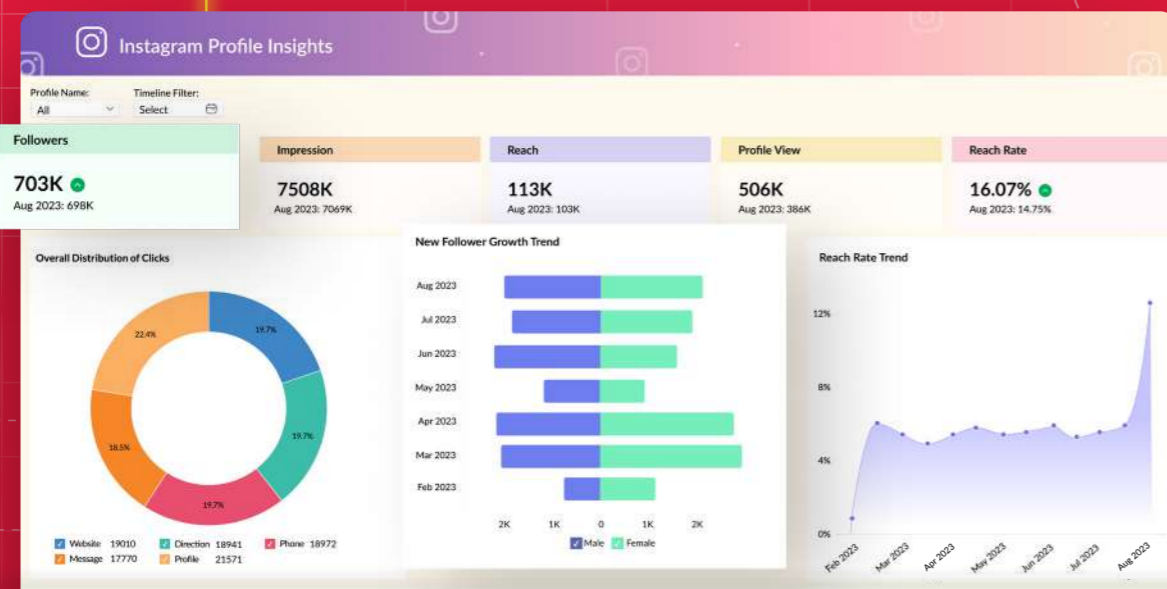 Instagram Profile Insights
Profile Name:
Timeline Filter:
All
Select
Followers
703K
Aug 2023: 698K
Impression
7508K
Aug 2023: 7069K
Reach
113K
Aug 2023: 103K
Profile View
506K
Aug 2023: 386K
Reach Rate
16.07%
Aug 2023: 14.75%
Overall Distribution of Clicks
22.4%
19.7%
18.5%
19.7%
19.7%
Website 19010
Direction 18941
Phone 18972
Message 17770
Profile 21571
New Follower Growth Trend
Aug 2023
Jul 2023
Jun 2023
May 2023
Apr 2023
Mar 2023
Feb 2023
2K 1K 0 1K 2K
Male Female
Reach Rate Trend
12%
8%
4%
0%
Feb 2023 Mar 2023 Apr 2023 May 2023 Jun 2023 Jul 2023 Aug 2023